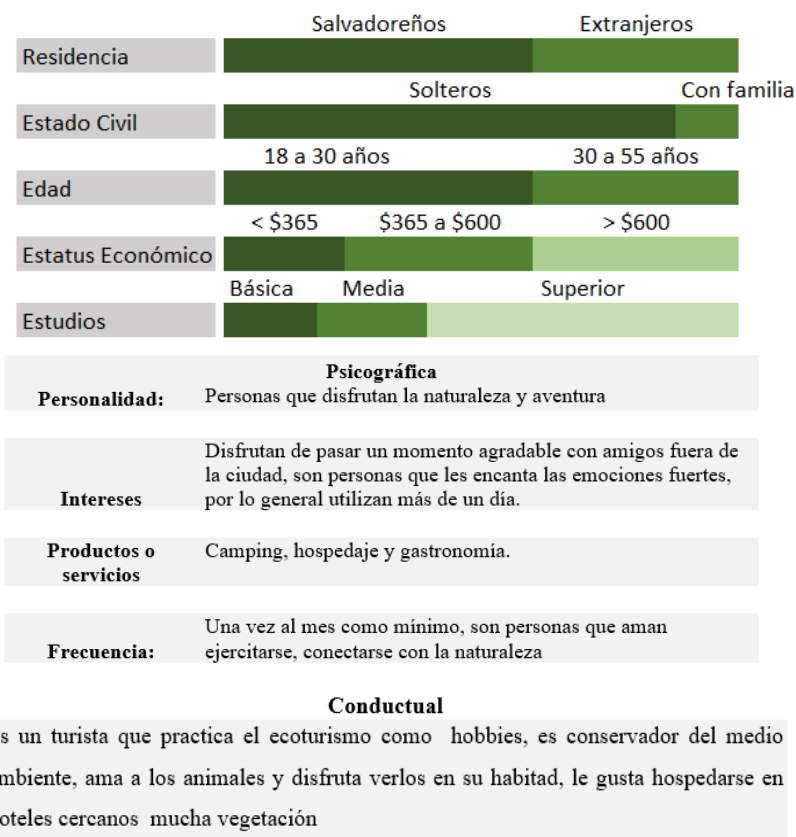 Salvadoreños Extranjeros
Residencia
Solteros Con familia
Estado Civil
18 a 30 años 30 a 55 años
Edad
< $365 $365 a $600 > $600
Estatus Económico
Básica Media Superior
Estudios
Psicográfica
Personalidad: Personas que disfrutan la naturaleza y aventura
Disfrutan de pasar un momento agradable con amigos fuera de
la ciudad, son personas que les encanta las emociones fuertes,
Intereses por lo general utilizan más de un día.
Productos o Camping, hospedaje y gastronomía.
servicios
Una vez al mes como mínimo, son personas que aman
Frecuencia: ejercitarse, conectarse con la naturaleza
Conductual
s un turista que practica el ecoturismo como hobbies, es conservador del medio
mbiente, ama a los animales y disfruta verlos en su habitad, le gusta hospedarse en
oteles cercanos mucha vegetación